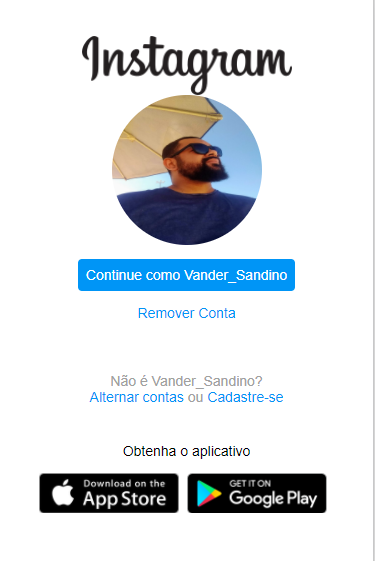 Instagram
Continue como Vander_Sandino
Remover Conta
Não é Vander_Sandino?
Alternar contas ou Cadastre-se
Obtenha o aplicativo
Download on the
App Store
GET IT ON
Google Play